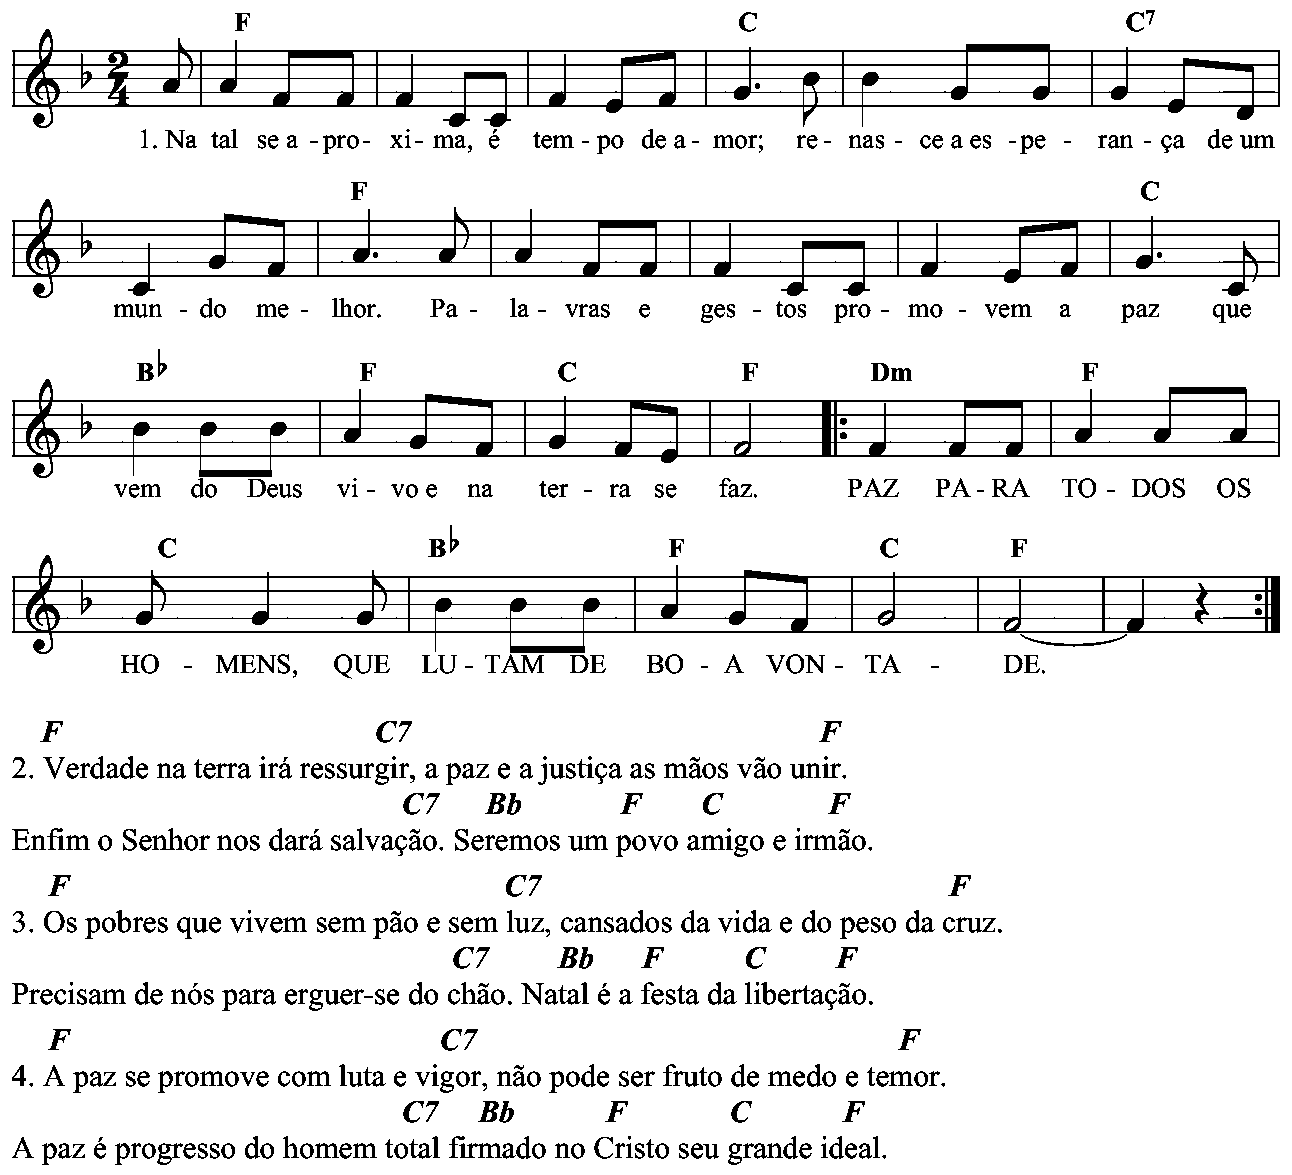 F C C7
2 4
1. Na tal se a - pro- xi - ma, é tem - po de a - mor; re - nas - ce a es - pe - ran - ça de um
F C
mun - do me - lhor. Pa - la - vras e ges - tos pro - mo - vem a paz que
Bb F C F Dm F
vem do Deus vi - vo e na ter - ra se faz. PAZ PA - RA TO - DOS OS
C Bb F C F
HO - MENS, QUE LU - TAM DE BO - A VON - TA - DE.
F C7 F
2. Verdade na terra irá ressurgir, a paz e a justiça as mãos vão unir.
C7 Bb F C F
Enfim o Senhor nos dará salvação. Seremos um povo amigo e irmão.
F C7 F
3. Os pobres que vivem sem pão e sem luz, cansados da vida e do peso da cruz.
C7 Bb F C F
Precisam de nós para erguer-se do chão. Natal é a festa da libertação.
F C7 F
4. A paz se promove com luta e vigor, não pode ser fruto de medo e temor.
C7 Bb F C F
A paz é progresso do homem total firmado no Cristo seu grande ideal.